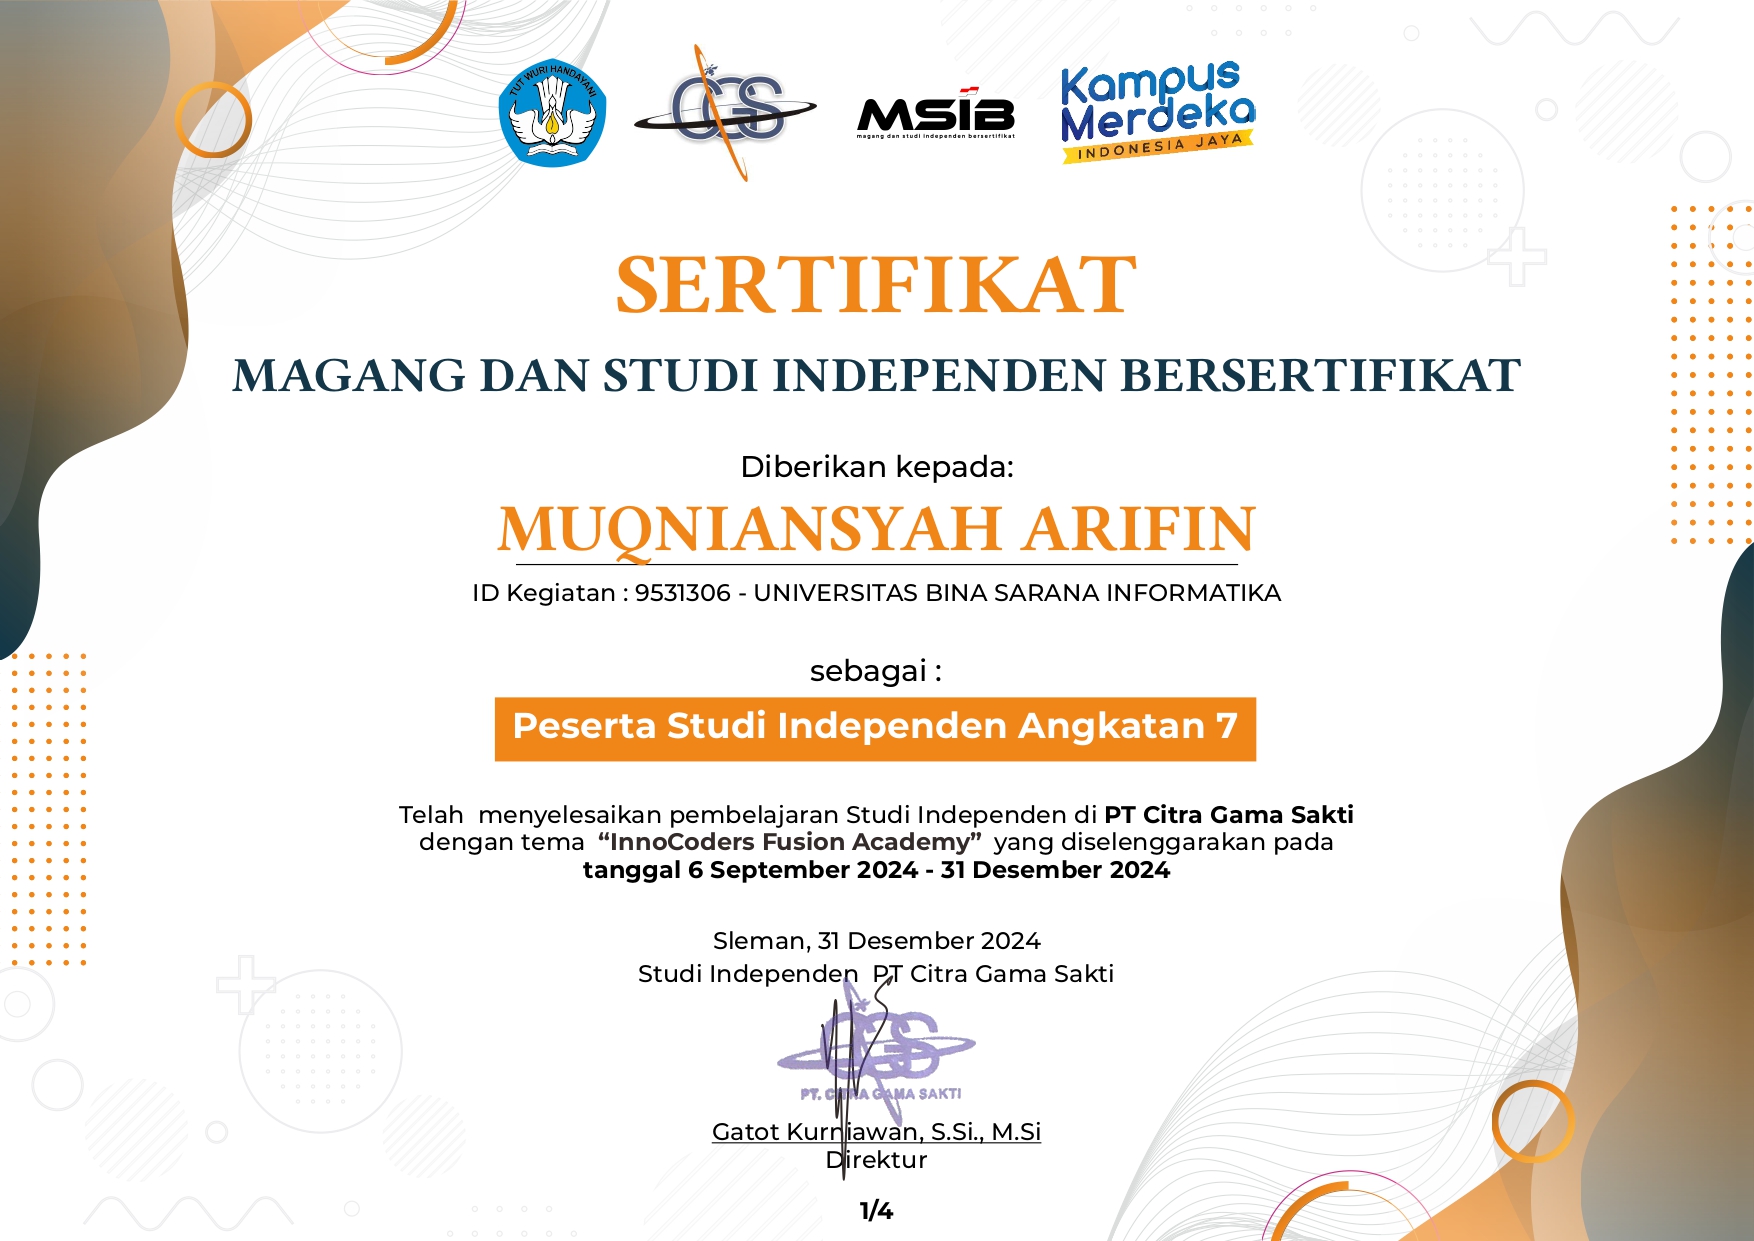 TUT WURI HANDAYANI
CGS
MSIB
magang dan studi independen bersertifikat
Kampus
Merdeka
INDONESIA JAYA
SERTIFIKAT
MAGANG DAN STUDI INDEPENDEN BERSERTIFIKAT
Diberikan kepada:
MUQNIANSYAH ARIFIN
ID Kegiatan : 9531306 - UNIVERSITAS BINA SARANA INFORMATIKA
sebagai :
Peserta Studi Independen Angkatan 7
Telah menyelesaikan pembelajaran Studi Independen di PT Citra Gama Sakti
dengan tema “InnoCoders Fusion Academy” yang diselenggarakan pada
tanggal 6 September 2024 - 31 Desember 2024
Sleman, 31 Desember 2024
Studi Independen PT Citra Gama Sakti
CGS
PT. CITRA GAMA SAKTI
Gatot Kurniawan, S.Si., M.Si
Direktur
1/4